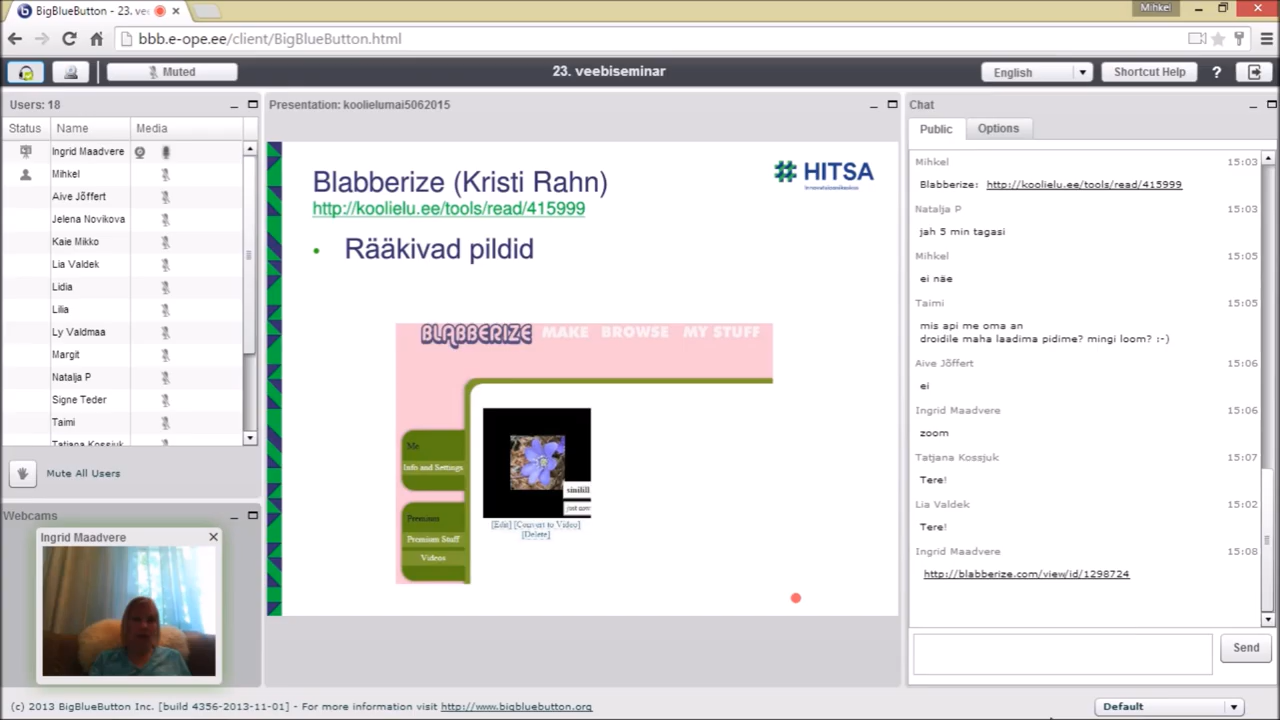 BigBlueButton - 23. vee
Mihkel
bbb.e-ope.ee/client/BigBlueButton.html
Muted
23. veebiseminar
English
Shortcut Help
?
Users: 18
Status Name Media
Ingrid Maadvere
Mihkel
Aive Jõffert
Jelena Novikova
Kaie Mikko
Lia Valdek
Lidia
Lilia
Ly Valdmaa
Margit
Natalja P
Signe Teder
Taimi
Tatjana Kossjuk
Mute All Users
Webcams
Ingrid Maadvere
Presentation: koolielumai5062015
Blabberize (Kristi Rahn)
HITSA
http://koolielu.ee/tools/read/415999
• Rääkivad pildid
BLABBERIZE MAKE BROWSE MY STUFF
Me
Info and Settings
Premium
Premium Stuff
Videos
sinilill
[Edit] [Convert to Video]
[Delete]
Chat
Public Options
Mihkel 15:03
Blabberize: http://koolielu.ee/tools/read/415999
Natalja P 15:03
jah 5 min tagasi
Mihkel 15:05
ei näe
Taimi 15:05
mis api me oma an
droidile maha laadima pidime? mingi loom? :-)
Aive Jõffert 15:06
ei
Ingrid Maadvere 15:06
zoom
Tatjana Kossjuk 15:07
Tere!
Lia Valdek 15:02
Tere!
Ingrid Maadvere 15:08
http://blabberize.com/view/id/1298724
Send
(c) 2013 BigBlueButton Inc. [build 4356-2013-11-01] - For more information visit http://www.bigbluebutton.org
Default